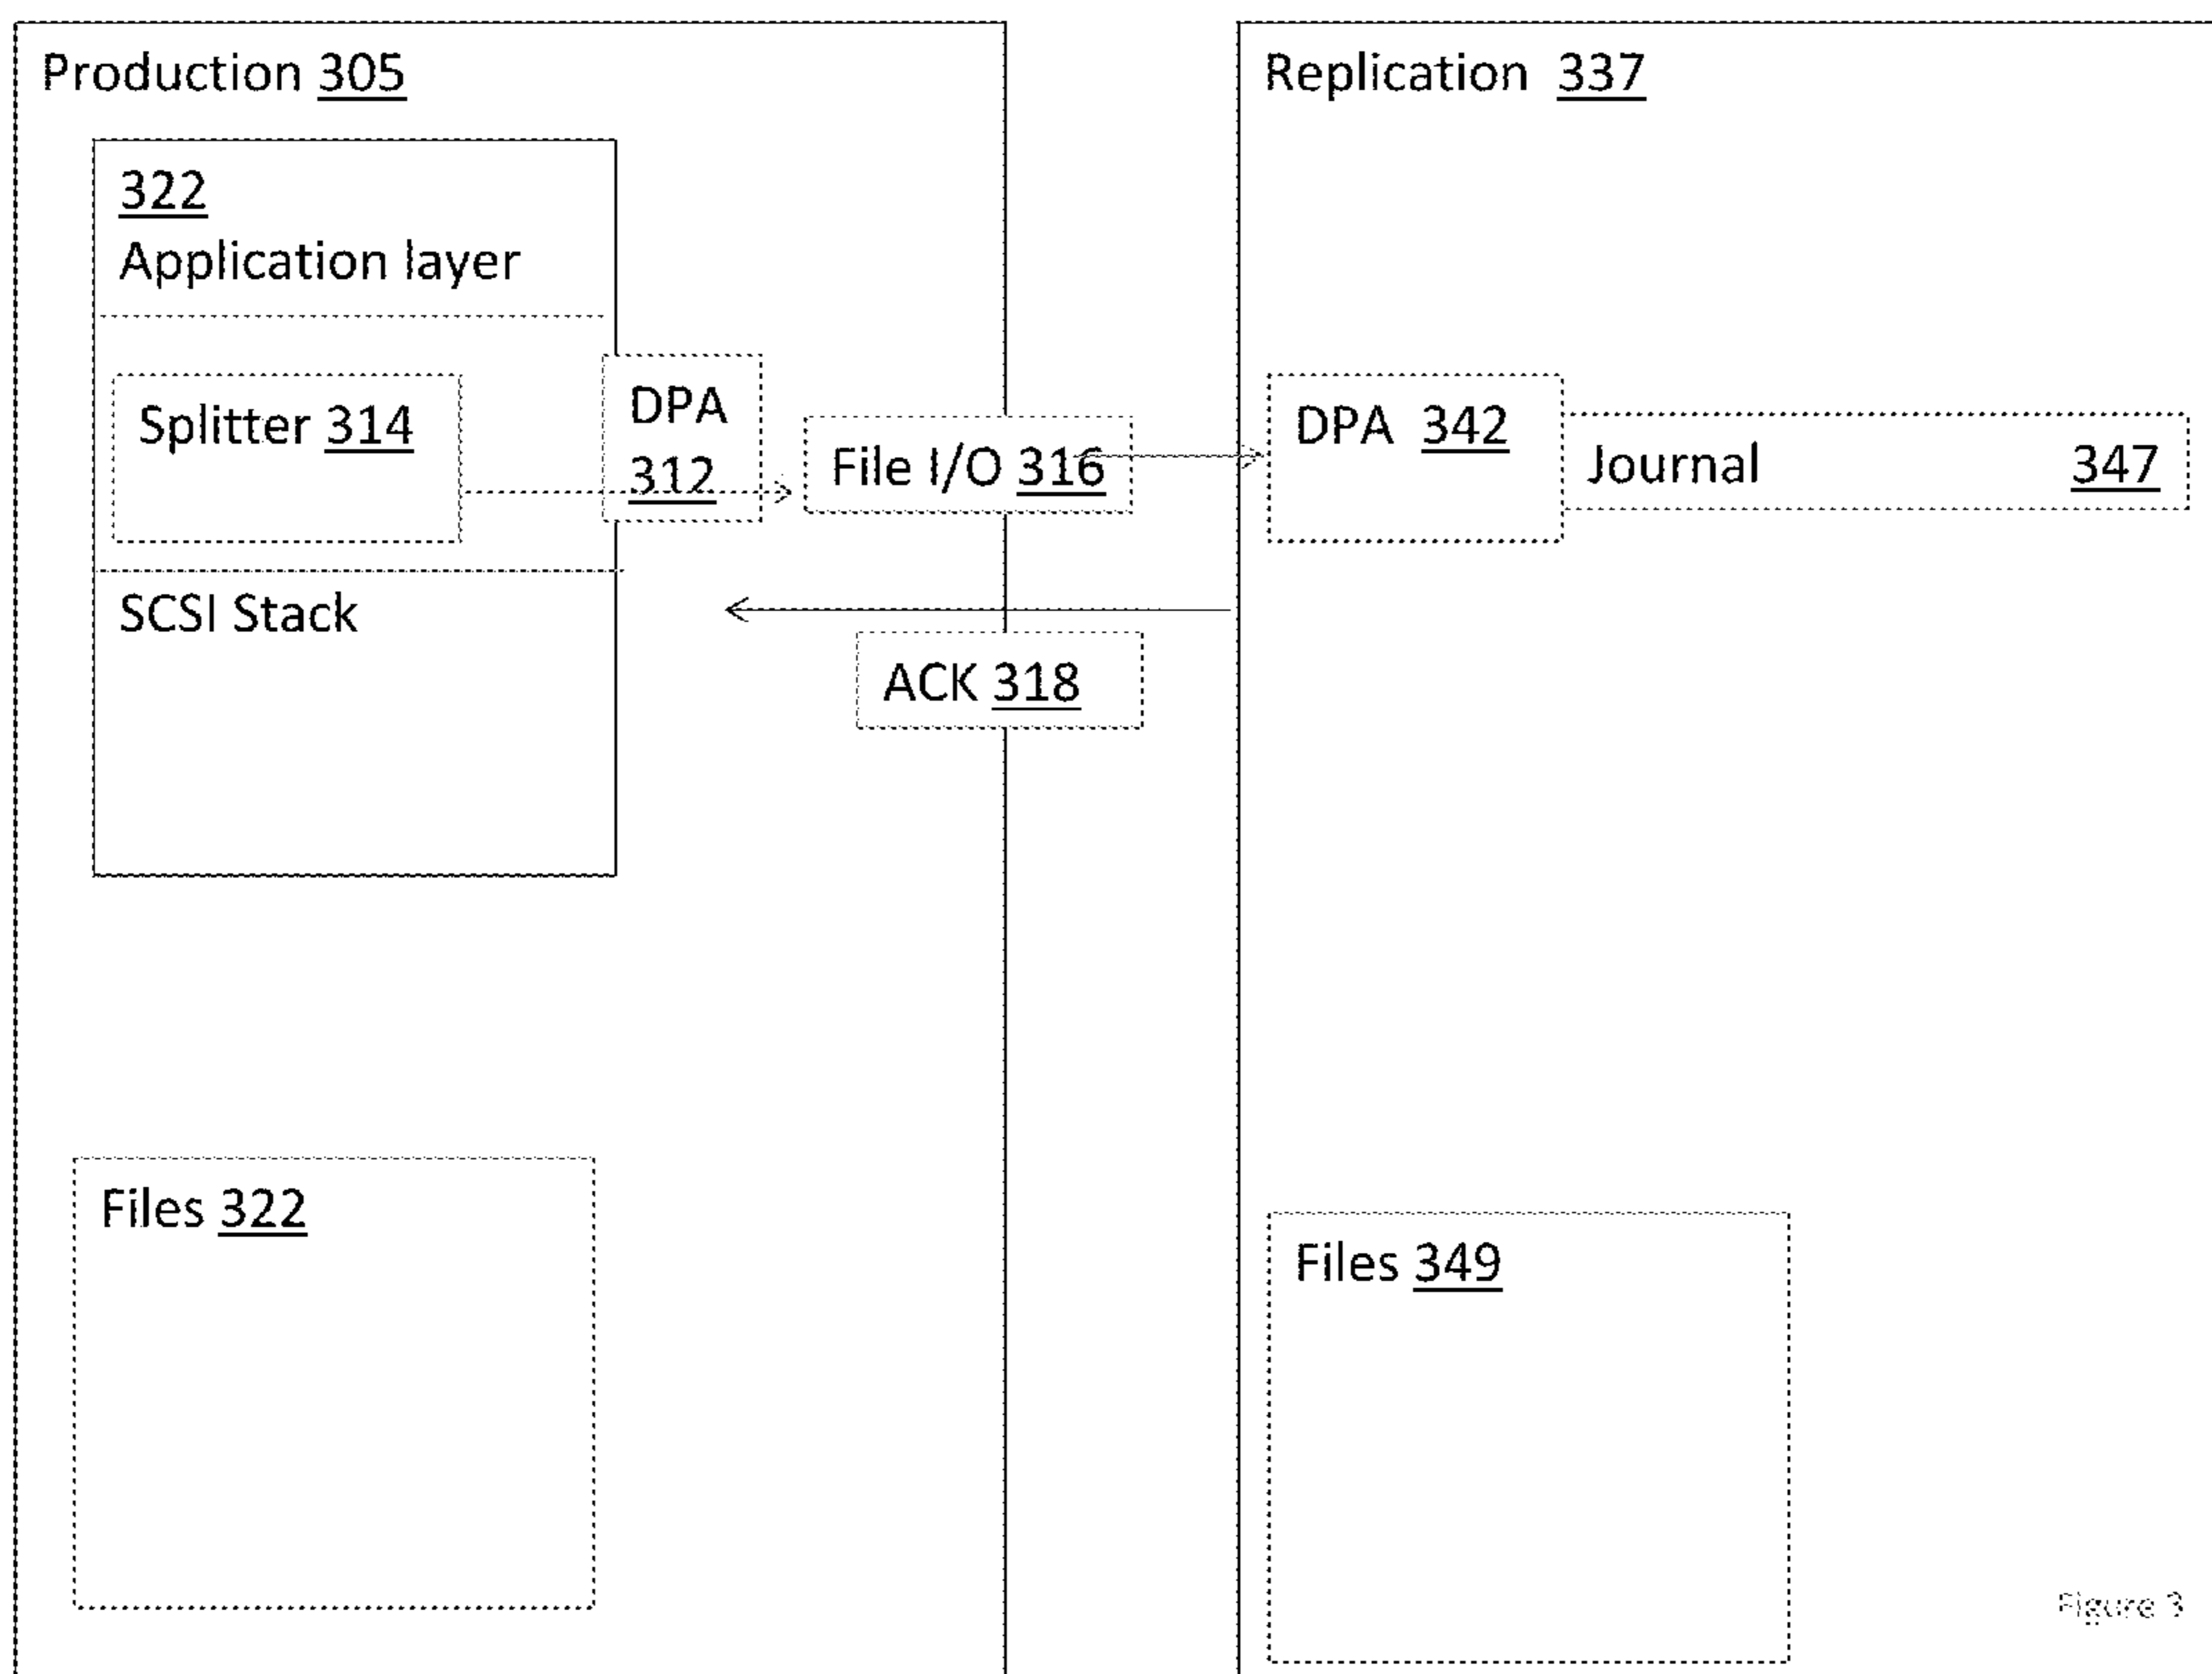 Production 305
322
Application layer
Splitter 314
DPA
312
File I/O 316
SCSI Stack
ACK 318
Files 322
Replication 337
DPA 342
Journal 347
Files 349
Figure 3